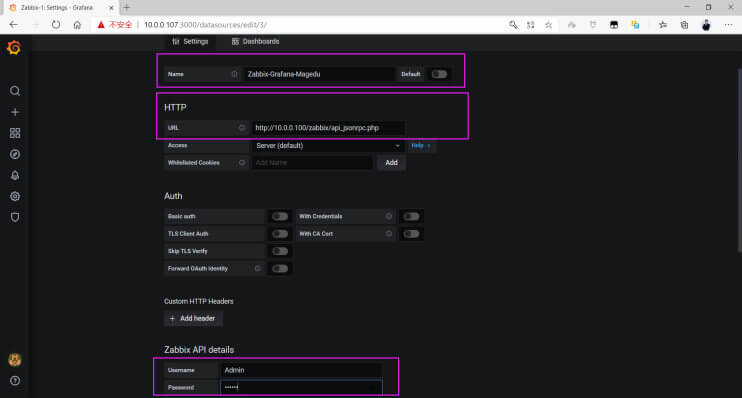 Zabbix-1: Settings - Grafana
不安全 | 10.0.0.107:3000/datasources/edit/3/
Settings Dashboards
Name Zabbix-Grafana-Magedu Default
HTTP
URL http://10.0.0.100/zabbix/api_jsonrpc.php
Access Server (default) Help >
Whitelisted Cookies Add Name Add
Auth
Basic auth With Credentials
TLS Client Auth With CA Cert
Skip TLS Verify
Forward OAuth Identity
Custom HTTP Headers
+ Add header
Zabbix API details
Username Admin
Password ••••••